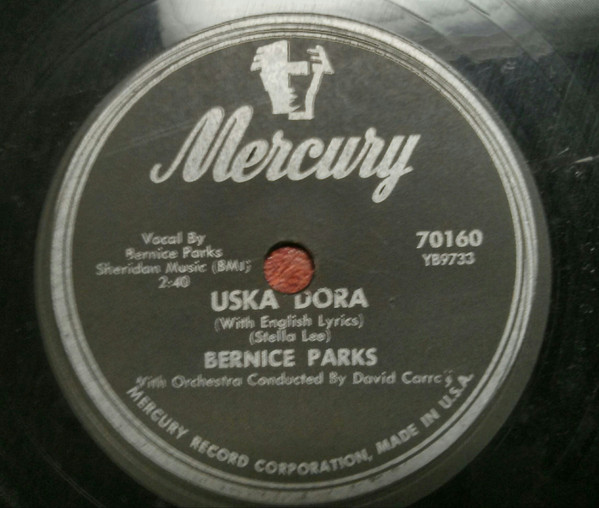 Mercury
Vocal By
Bernice Parks
Sheridan Music (BMI)
2:40
70160
YB9733
USKA DORA
(With English Lyrics)
(Stella Lee)
BERNICE PARKS
With Orchestra Conducted By David
MERCURY RECORD CORPORATION, MADE IN U.S.A.